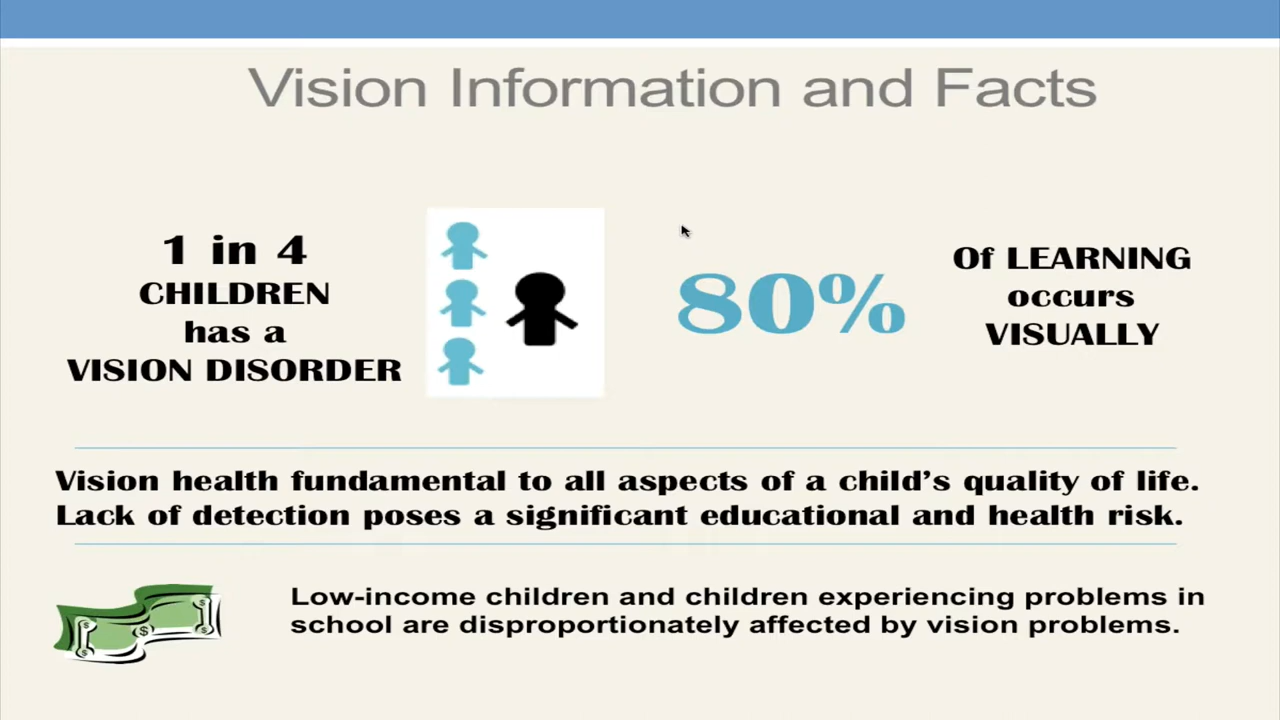 Vision Information and Facts
1 in 4
CHILDREN
has a
VISION DISORDER
80%
Of LEARNING
occurs
VISUALLY
Vision health fundamental to all aspects of a child's quality of life.
Lack of detection poses a significant educational and health risk.
Low-income children and children experiencing problems in
school are disproportionately affected by vision problems.